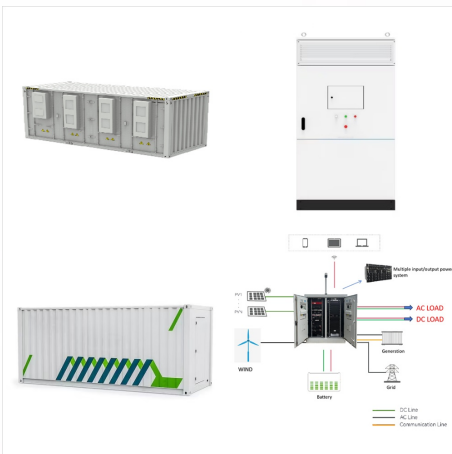 Multiple input/output power
system
PV1
PVn
AC LOAD
DC LOAD
WIND
Generation
Battery
Grid
DC Line
AC Line
Communication Line